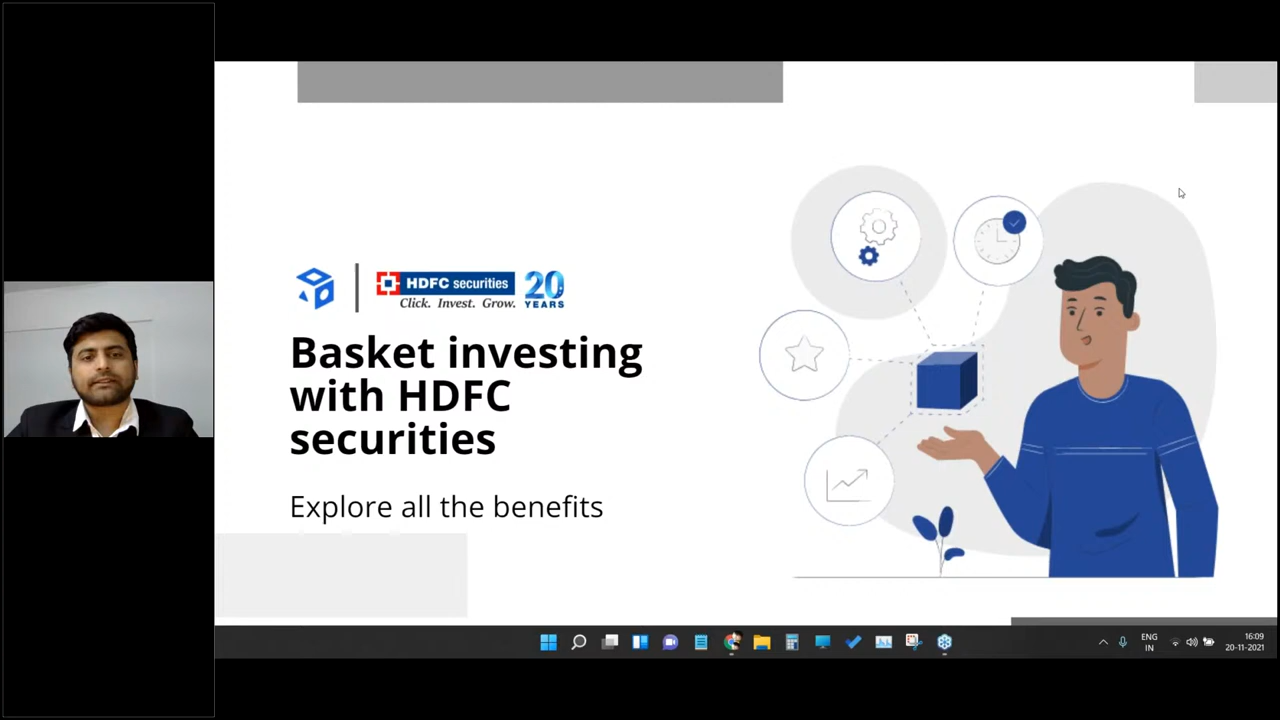 HDFC securities
Click. Invest. Grow.
20
YEARS
Basket investing
with HDFC
securities
Explore all the benefits
ENG
IN
16:09
20-11-2021